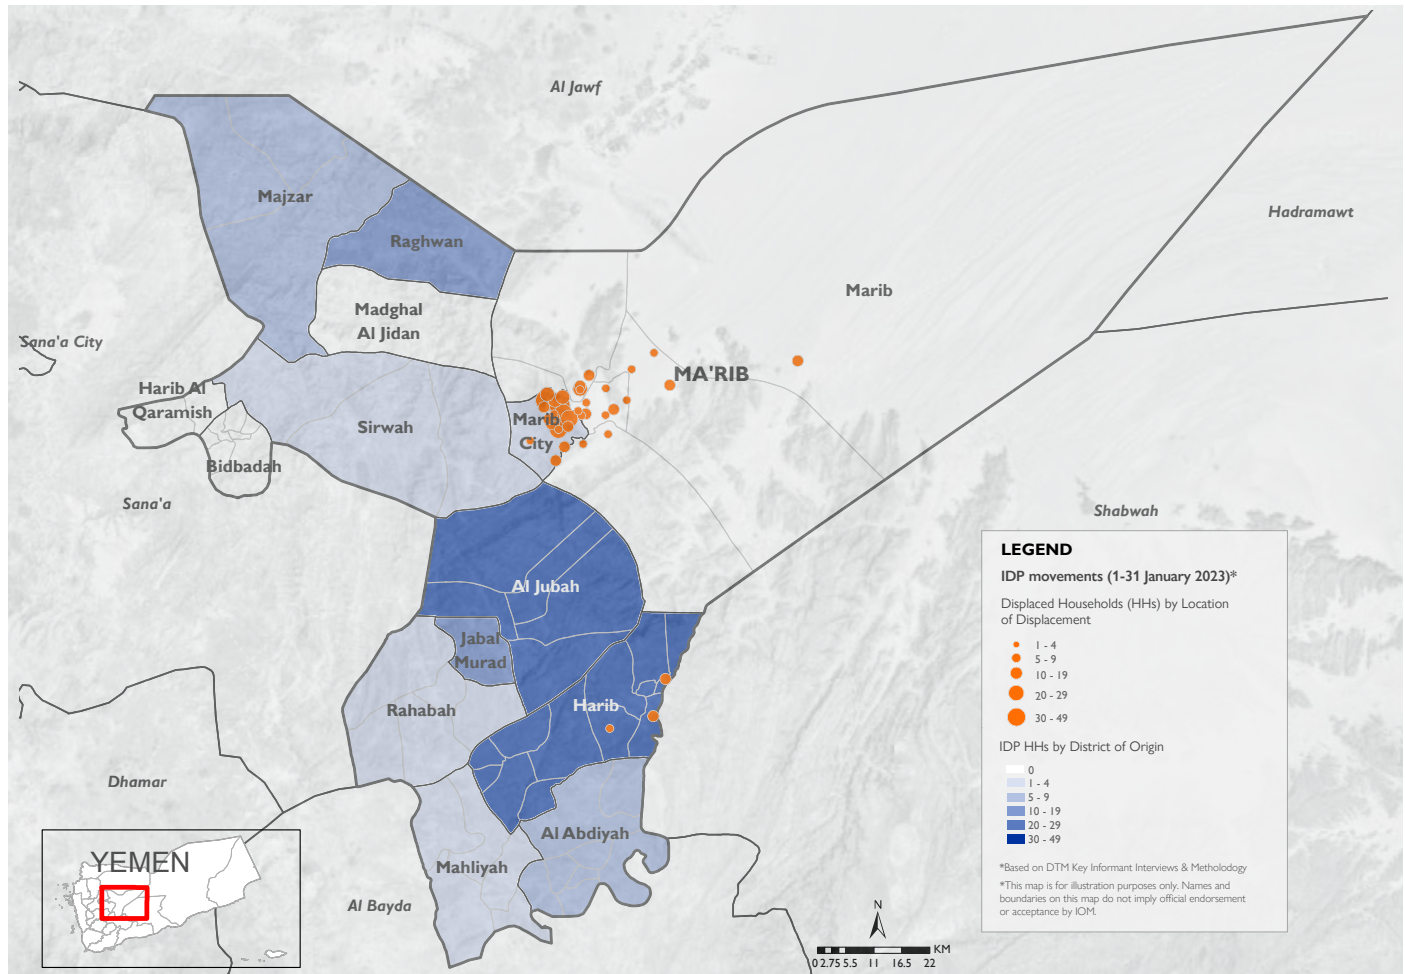 Al Jawf
Majzar
Hadramawt
Raghwan
Marib
Madghal
Al Jidan
Sana'a City
MA'RIB
Harib Al
Qaramish
Marib
City
Sirwah
Bidbadah
Sana'a
Shabwah
Al Jubah
Jabal
Murad
Harib
Rahabah
Dhamar
Al Abdiyah
Mahliyah
Al Bayda
YEMEN
LEGEND
IDP movements (1-31 January 2023)*
Displaced Households (HHs) by Location
of Displacement
1 - 4
5 - 9
10 - 19
20 - 29
30 - 49
IDP HHs by District of Origin
0
1 - 4
5 - 9
10 - 19
20 - 29
30 - 49
*Based on DTM Key Informant Interviews & Metholodogy
*This map is for illustration purposes only. Names and
boundaries on this map do not imply official endorsement
or acceptance by IOM.
N
KM
0 2.75 5.5 11 16.5 22